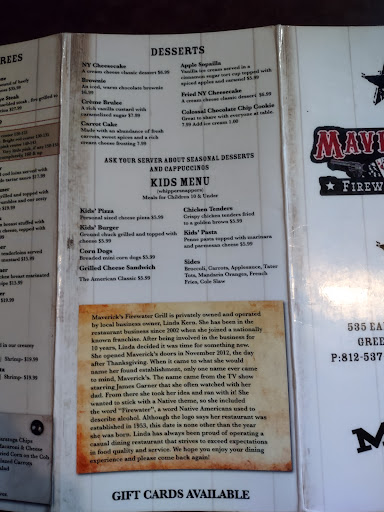 REES
DESSERTS
NY Cheesecake
A cream cheese classic dessert $6.99
Brownie
An iced, warm chocolate brownie
$6.99
Crème Brulee
A rich vanilla custard with
caramelized sugar 7.99
Carrot Cake
Made with an abundance of fresh
carrots, sweet spices and a rich
cream cheese frosting 7.99
Apple Sopailla
Vanilla ice cream served in a
cinnamon sugar tort cup topped with
spiced apples and caramel $5.99
Fried NY Cheesecake
A cream cheese classic dessert $6.99
Colossal Chocolate Chip Cookie
Great to share with everyone at table.
7.99 Add ice cream 1.00
ASK YOUR SERVER ABOUT SEASONAL DESSERTS
AND CAPPUCCINOS
KIDS MENU
(whippersnappers)
Meals for Children 10 & Under
Kids' Pizza
Personal sized cheese pizza $5.99
Kids' Burger
Ground chuck grilled and topped with
cheese $5.99
Corn Dogs
Breaded mini corn dogs $5.99
Grilled Cheese Sandwich
The American Classic $5.99
Chicken Tenders
Crispy chicken tenders fried
to a golden brown $5.99
Kids' Pasta
Penne pasta topped with marinara
and parmesan cheese $5.99
Sides
Broccoli, Carrots, Applesauce, Tater
Tots, Mandarin Oranges, French
Fries, Cole Slaw
Maverick's Firewater Grill is privately owned and operated
by local business owner, Linda Kern. She has been in the
restaurant business since 2002 when she joined a nationally
known franchise. After being involved in the business for
10 years, Linda decided it was time for something new.
She opened Maverick's doors in November 2012, the day
after Thanksgiving. When it came to what she would
name her found establishment, only one name ever came
to mind, Maverick's. The name came from the TV show
starring James Garner that she often watched with her
dad. From there she took her idea and ran with it! She
wanted to stick with a Native theme, so she included
the word "Firewater", a word Native Americans used to
describe alcohol. Although the logo says her restaurant was
established in 1953, this date is none other than the year
she was born. Linda has always been proud of operating a
casual dining restaurant that strives to exceed expectations
in food quality and service. We hope you enjoy your dining
experience and please come back again!
GIFT CARDS AVAILABLE
MAVE
FIREW
535 EA
GREE
P:812-537